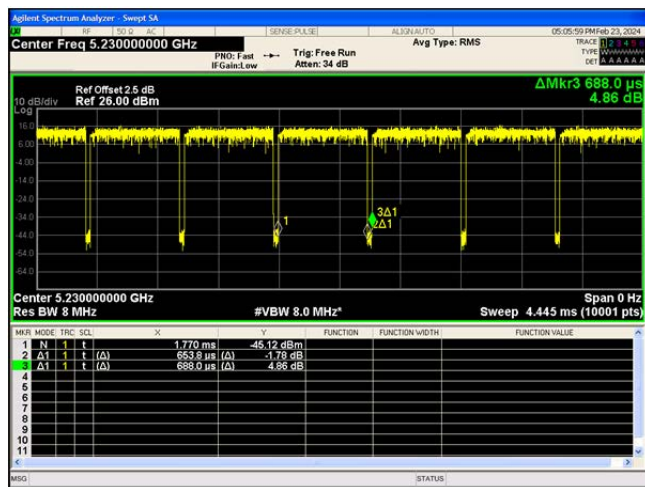 Agilent Spectrum Analyzer - Swept SA
RF 50 Ω AC SENSE:PULSE ALIGN AUTO 05:05:59 PM Feb 23, 2024
Center Freq 5.230000000 GHz Avg Type: RMS TRACE 1 2 3 4 5 6
PNO: Fast Trig: Free Run TYPE
IFGain:Low Atten: 34 dB DET A A A A A A
ΔMkr3 688.0 µs
4.86 dB
Ref Offset 2.5 dB
10 dB/div Ref 26.00 dBm
Log
16.0
6.00
-4.00
-14.0
-24.0
-34.0
-44.0
-54.0
-64.0
1
3Δ1
2Δ1
Center 5.230000000 GHz Span 0 Hz
Res BW 8 MHz #VBW 8.0 MHz* Sweep 4.445 ms (10001 pts)
MKR MODE TRC SCL X Y FUNCTION FUNCTION WIDTH FUNCTION VALUE
1 N 1 t 1.770 ms -45.12 dBm
2 Δ1 1 t (Δ) 653.8 µs (Δ) -1.78 dB
3 Δ1 1 t (Δ) 688.0 µs (Δ) 4.86 dB
4
5
6
7
8
9
10
11
MSG STATUS